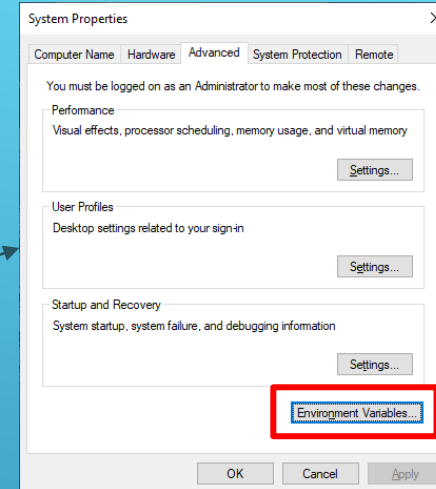 System Properties
Computer Name Hardware Advanced System Protection Remote
You must be logged on as an Administrator to make most of these changes.
Performance
Visual effects, processor scheduling, memory usage, and virtual memory
Settings...
User Profiles
Desktop settings related to your sign-in
Settings...
Startup and Recovery
System startup, system failure, and debugging information
Settings...
Environment Variables...
OK Cancel Apply